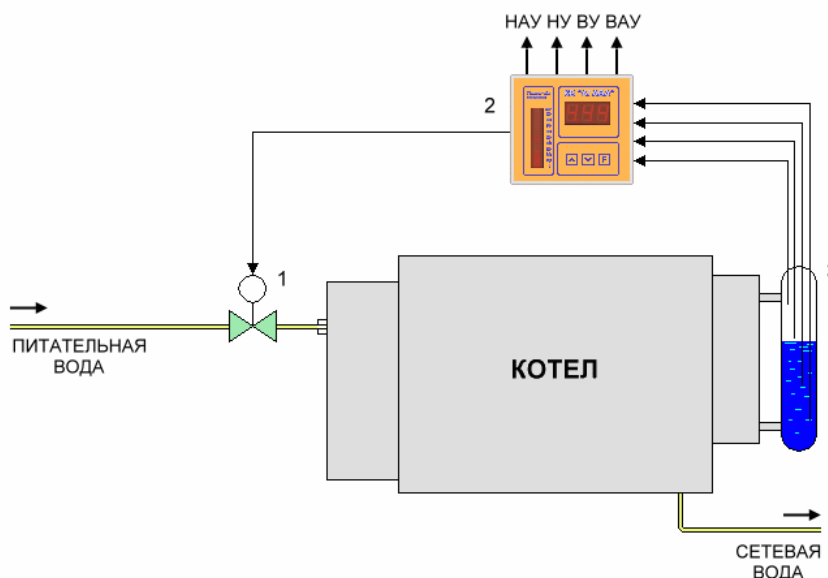 НАУ НУ ВУ ВАУ
2
F
1
ПИТАТЕЛЬНАЯ
ВОДА
КОТЕЛ
СЕТЕВАЯ
ВОДА